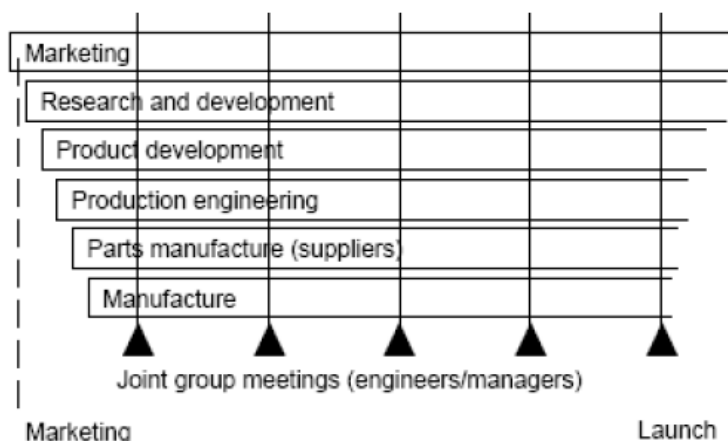 Marketing
Research and development
Product development
Production engineering
Parts manufacture (suppliers)
Manufacture
Joint group meetings (engineers/managers)
Marketing
Launch